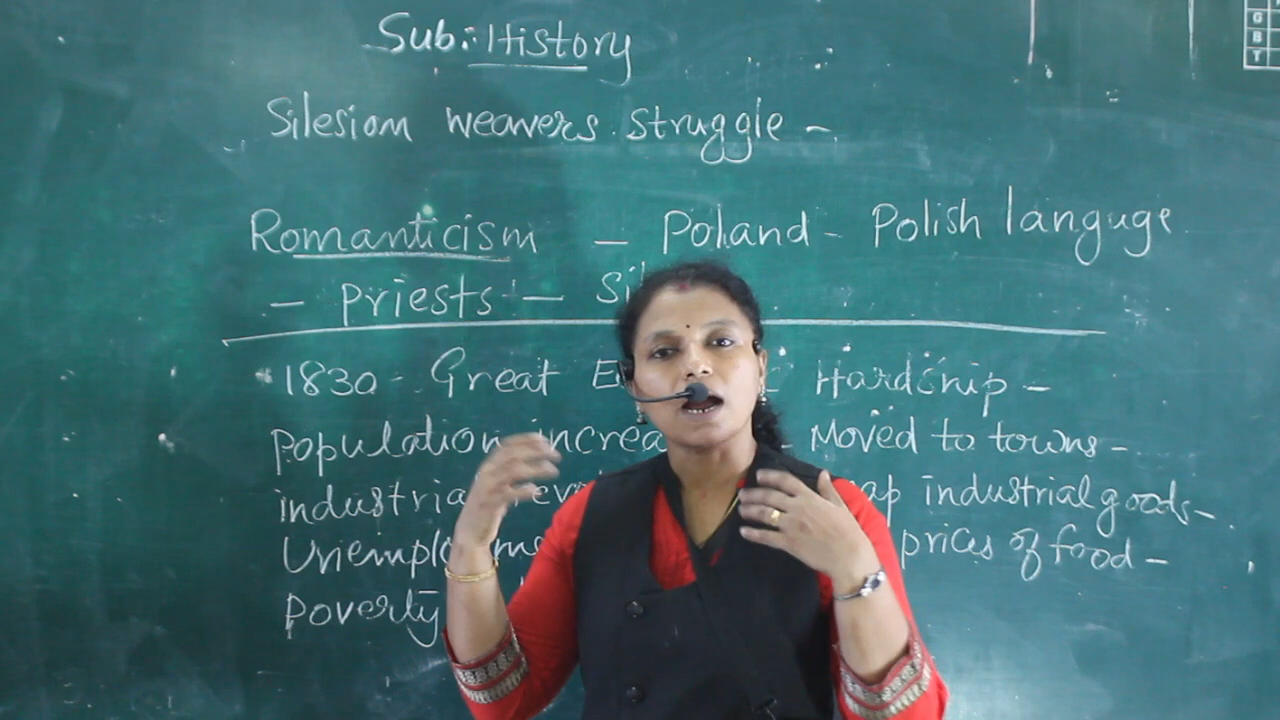 Sub: History
Silesiom weavers struggle -
Romanticism - Poland - Polish languge
- priests -
1830 - Great Hardship -
population - Moved to towns -
industrial goods -
prices of food -
poverty
G
B
T